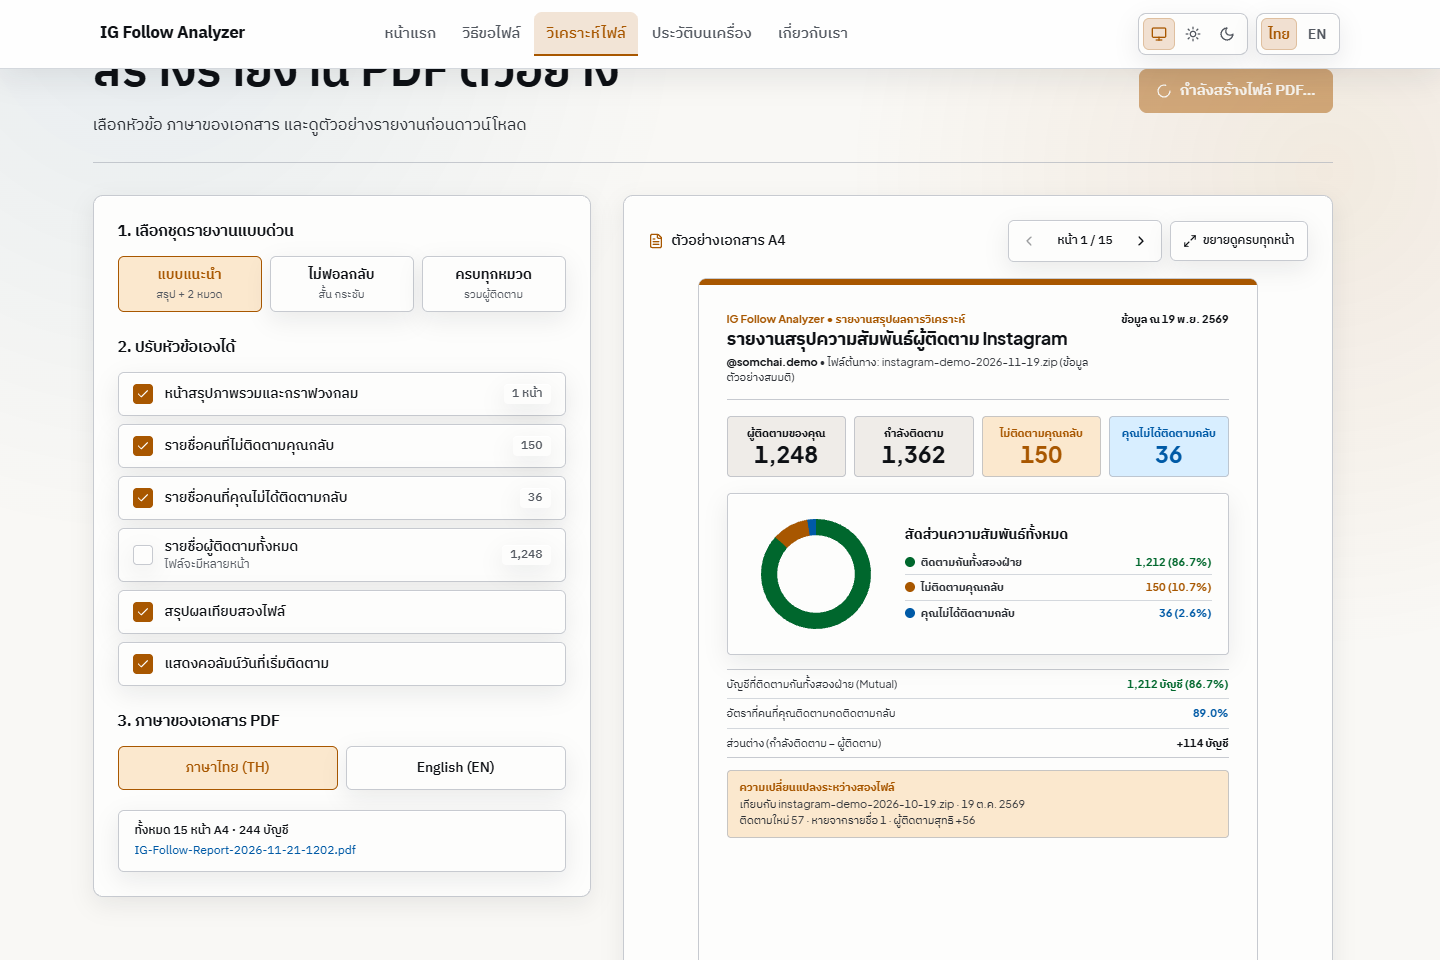 IG Follow Analyzer
หน้าแรก
วิธีขอไฟล์
วิเคราะห์ไฟล์
ประวัติบนเครื่อง
เกี่ยวกับเรา
ไทย
EN
สร้างรายงาน PDF ตัวอย่าง
กำลังสร้างไฟล์ PDF...
เลือกหัวข้อ ภาษาของเอกสาร และดูตัวอย่างรายงานก่อนดาวน์โหลด
1. เลือกชุดรายงานแบบด่วน
แบบแนะนำ
สรุป + 2 หมวด
ไม่ฟอลกลับ
สั้น กระชับ
ครบทุกหมวด
รวมผู้ติดตาม
2. ปรับหัวข้อเองได้
หน้าสรุปภาพรวมและกราฟวงกลม
1 หน้า
รายชื่อคนที่ไม่ติดตามคุณกลับ
150
รายชื่อคนที่คุณไม่ได้ติดตามกลับ
36
รายชื่อผู้ติดตามทั้งหมด
ไฟล์จะมีหลายหน้า
1,248
สรุปผลเทียบสองไฟล์
แสดงคอลัมน์วันที่เริ่มติดตาม
3. ภาษาของเอกสาร PDF
ภาษาไทย (TH)
English (EN)
ทั้งหมด 15 หน้า A4 • 244 บัญชี
IG-Follow-Report-2026-11-21-1202.pdf
ตัวอย่างเอกสาร A4
หน้า 1 / 15
ขยายดูครบทุกหน้า
IG Follow Analyzer • รายงานสรุปผลการวิเคราะห์
ข้อมูล ณ 19 พ.ย. 2569
รายงานสรุปความสัมพันธ์ผู้ติดตาม Instagram
@somchai.demo • ไฟล์ต้นทาง: instagram-demo-2026-11-19.zip (ข้อมูล
ตัวอย่างสมมติ)
ผู้ติดตามของคุณ
1,248
กำลังติดตาม
1,362
ไม่ติดตามคุณกลับ
150
คุณไม่ได้ติดตามกลับ
36
สัดส่วนความสัมพันธ์ทั้งหมด
ติดตามกันทั้งสองฝ่าย
1,212 (86.7%)
ไม่ติดตามคุณกลับ
150 (10.7%)
คุณไม่ได้ติดตามกลับ
36 (2.6%)
บัญชีที่ติดตามกันทั้งสองฝ่าย (Mutual)
1,212 บัญชี (86.7%)
อัตราที่คนที่คุณติดตามกดติดตามกลับ
89.0%
ส่วนต่าง (กำลังติดตาม − ผู้ติดตาม)
+114 บัญชี
ความเปลี่ยนแปลงระหว่างสองไฟล์
เทียบกับ instagram-demo-2026-10-19.zip · 19 ต.ค. 2569
ติดตามใหม่ 57 · หายจากรายชื่อ 1 · ผู้ติดตามสุทธิ +56